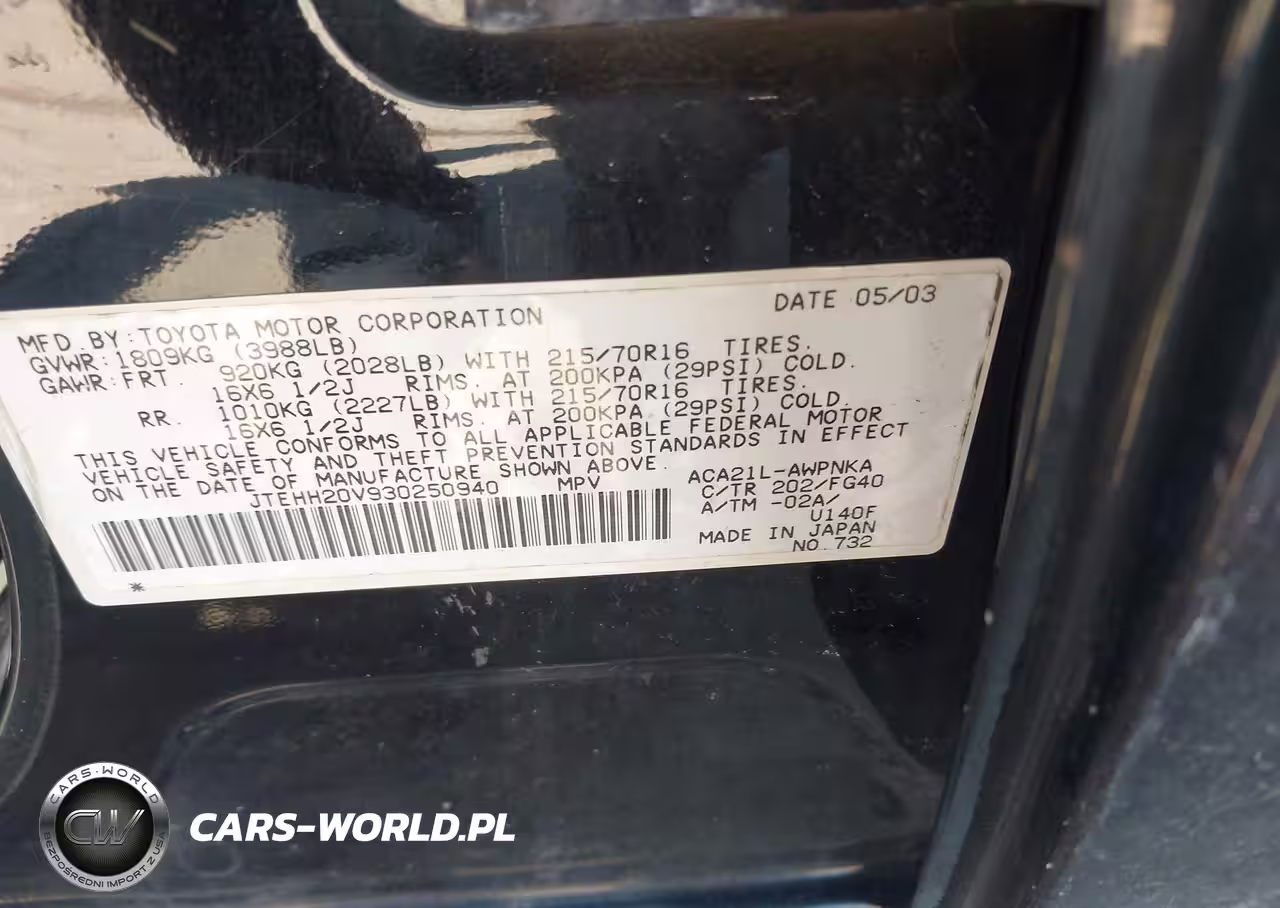 DATE 05/03
MFD.BY:TOYOTA MOTOR CORPORATION
GVWR:1809KG (3988LB)
GAWR:FRT. 920KG (2028LB) WITH 215/70R16 TIRES.
16X6 1/2J RIMS. AT 200KPA (29PSI) COLD.
RR. 1010KG (2227LB) WITH 215/70R16 TIRES.
16X6 1/2J RIMS. AT 200KPA (29PSI) COLD.
THIS VEHICLE CONFORMS TO ALL APPLICABLE FEDERAL MOTOR
VEHICLE SAFETY AND THEFT PREVENTION STANDARDS IN EFFECT
ON THE DATE OF MANUFACTURE SHOWN ABOVE.
JTEHH20V930250940 MPV
ACA21L-AWPNKA
C/TR 202/FG40
A/TM -02A/
U140F
MADE IN JAPAN
NO.732
*
CARS-WORLD
CW
BEZPOŚREDNI IMPORT Z USA
CARS-WORLD.PL